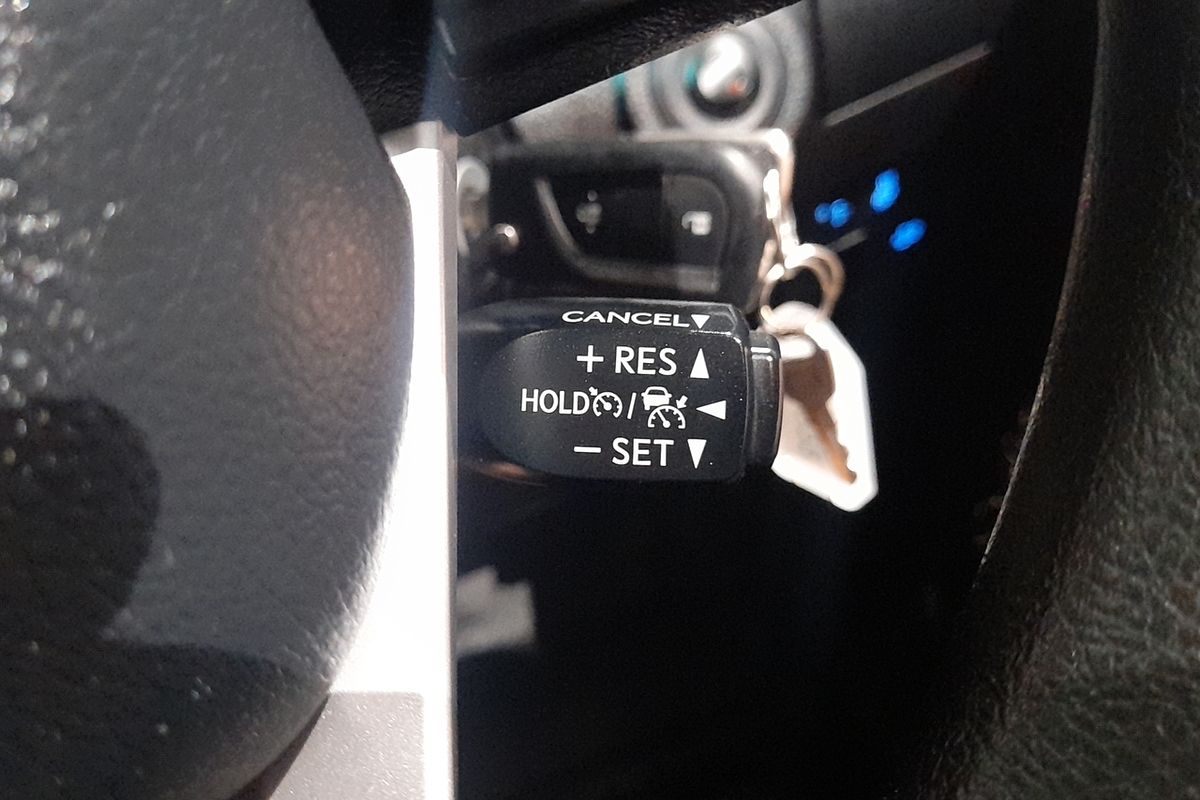 CANCEL▼
+ RES ▲
HOLD / ◀
− SET ▼